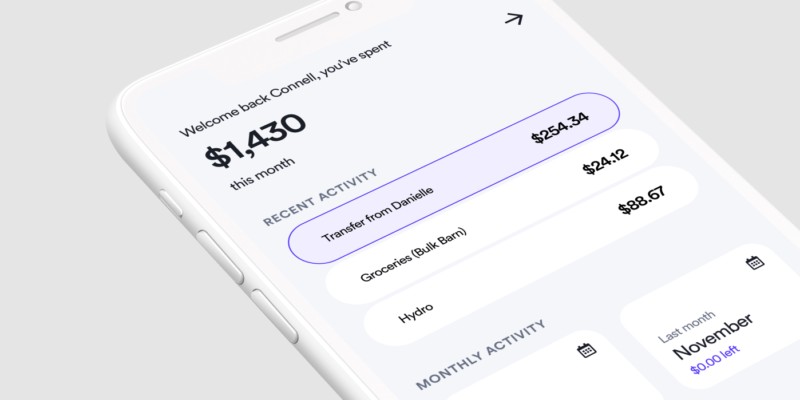 Welcome back Connell, you've spent
$1,430
this month
RECENT ACTIVITY
Transfer from Danielle $254.34
Groceries (Bulk Barn) $24.12
Hydro $88.67
MONTHLY ACTIVITY
Last month
November
$0.00 left